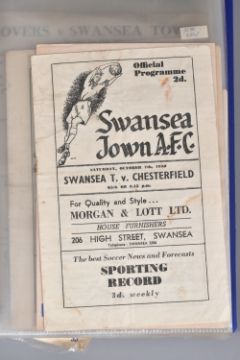 OVERS v SWANSEA TOWN
Official
Programme
2d.
Swansea
Town A.F.C.
SATURDAY, OCTOBER 7th, 1950
SWANSEA T. v. CHESTERFIELD
For Quality and Style...
MORGAN & LOTT LTD.
HOUSE FURNISHERS
206 HIGH STREET, SWANSEA
The best Soccer News and Forecasts
SPORTING
RECORD
3d. weekly